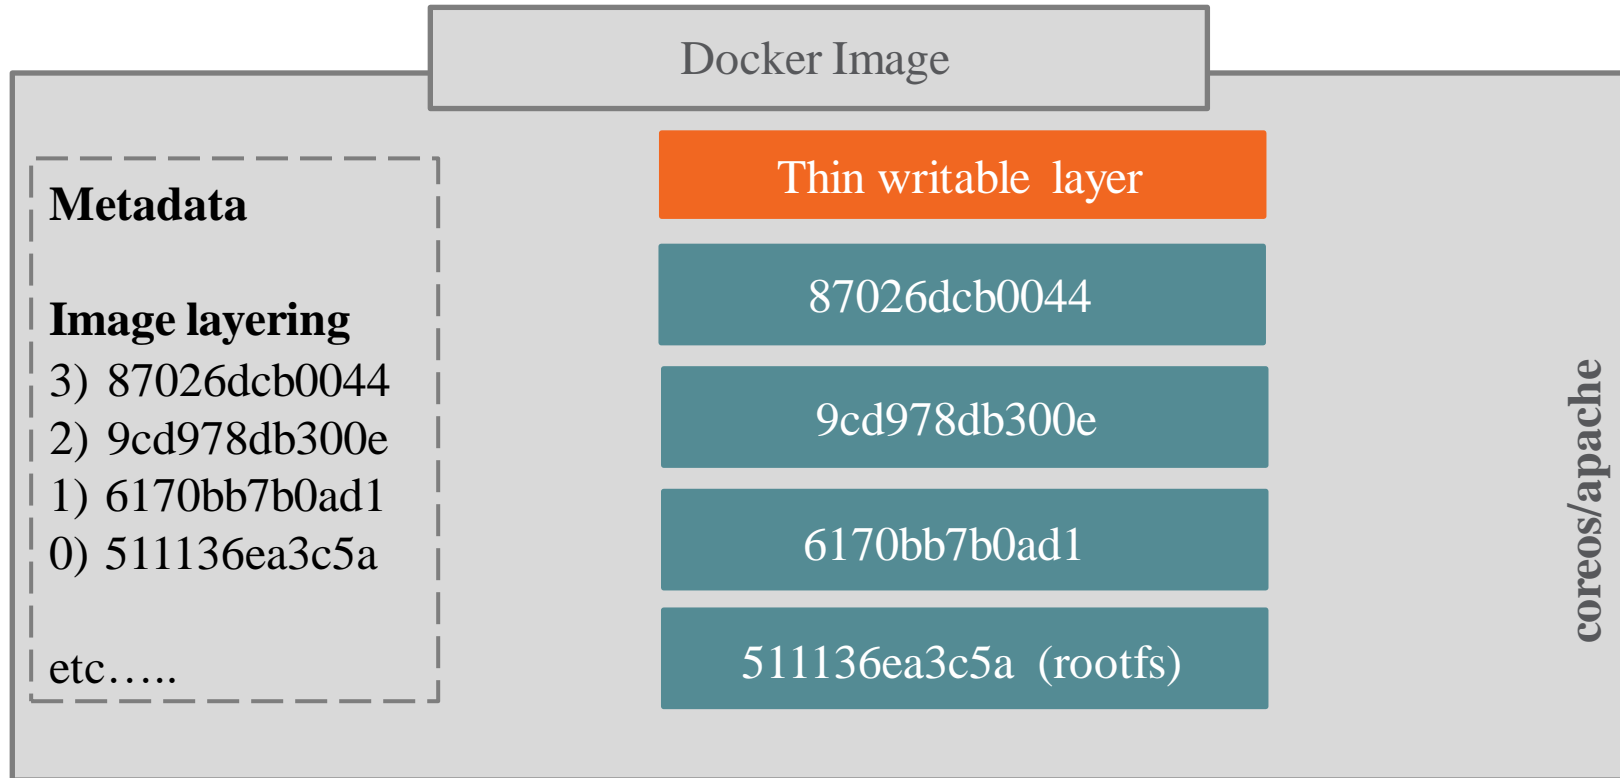 Docker Image
Metadata
Image layering
3) 87026dcb0044
2) 9cd978db300e
1) 6170bb7b0ad1
0) 511136ea3c5a
etc…..
Thin writable layer
87026dcb0044
9cd978db300e
6170bb7b0ad1
511136ea3c5a (rootfs)
coreos/apache